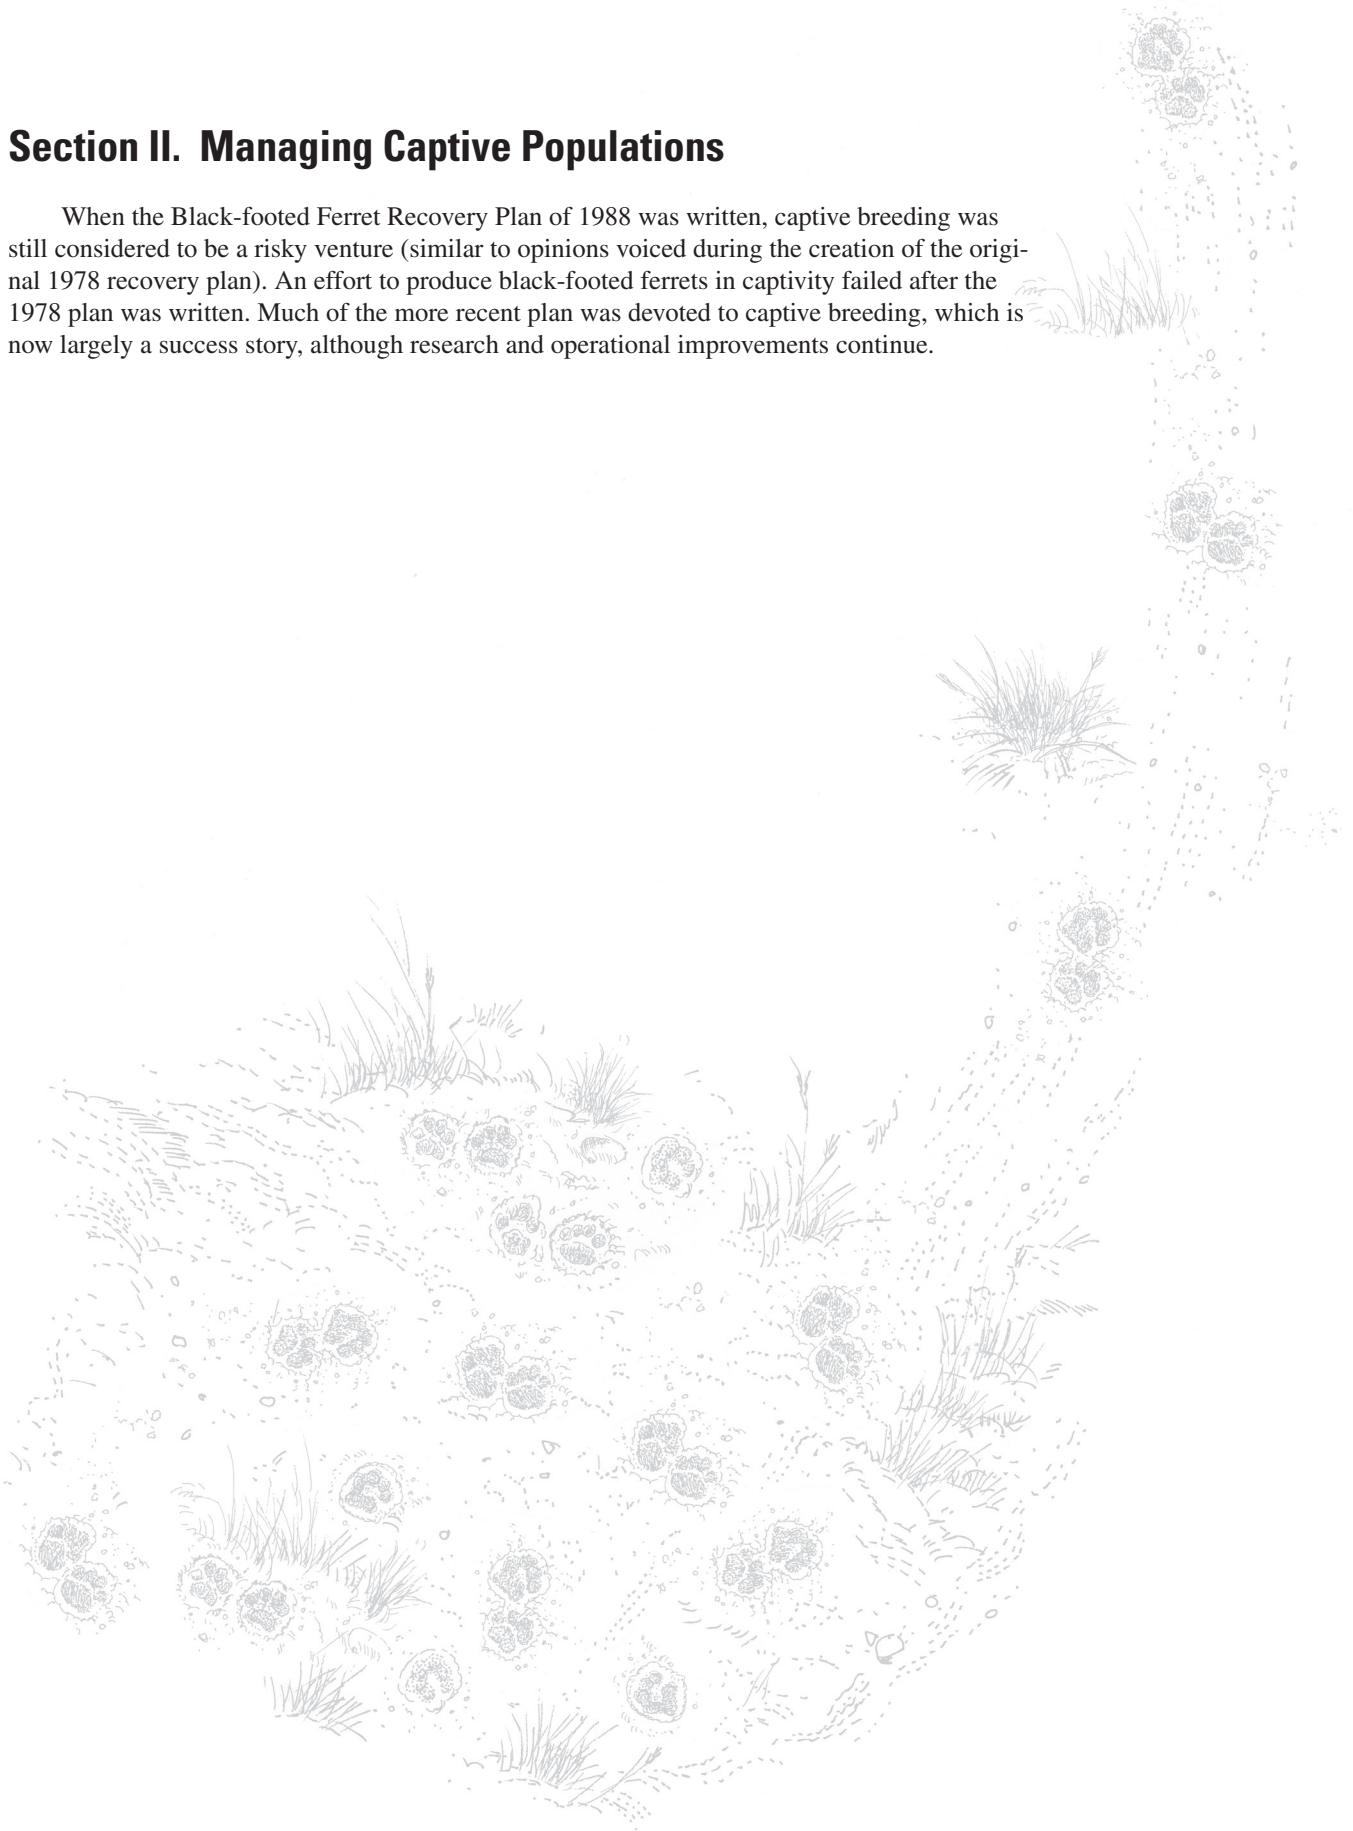 Section II. Managing Captive Populations
When the Black-footed Ferret Recovery Plan of 1988 was written, captive breeding was
still considered to be a risky venture (similar to opinions voiced during the creation of the origi-
nal 1978 recovery plan). An effort to produce black-footed ferrets in captivity failed after the
1978 plan was written. Much of the more recent plan was devoted to captive breeding, which is
now largely a success story, although research and operational improvements continue.